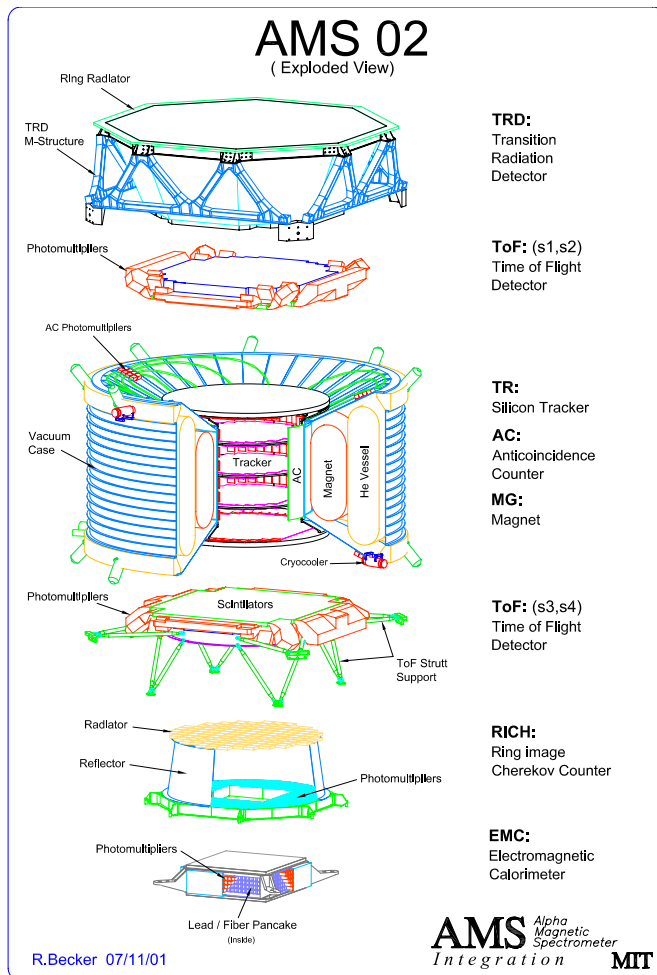 AMS 02
( Exploded View)
RIng Radiator
TRD
M-Structure
TRD:
Transition
Radiation
Detector
Photomultipliers
ToF: (s1,s2)
Time of Flight
Detector
AC Photomultipliers
Vacuum
Case
Tracker
AC
Magnet
He Vessel
Cryocooler
TR:
Silicon Tracker
AC:
Anticoincidence
Counter
MG:
Magnet
Photomultipliers
Scintillators
ToF Strutt
Support
ToF: (s3,s4)
Time of Flight
Detector
Radiator
Reflector
Photomultipliers
RICH:
Ring image
Cherekov Counter
Photomultipliers
Lead / Fiber Pancake
(Inside)
EMC:
Electromagnetic
Calorimeter
R.Becker 07/11/01
AMS Alpha
Magnetic
Spectrometer
Integration MIT